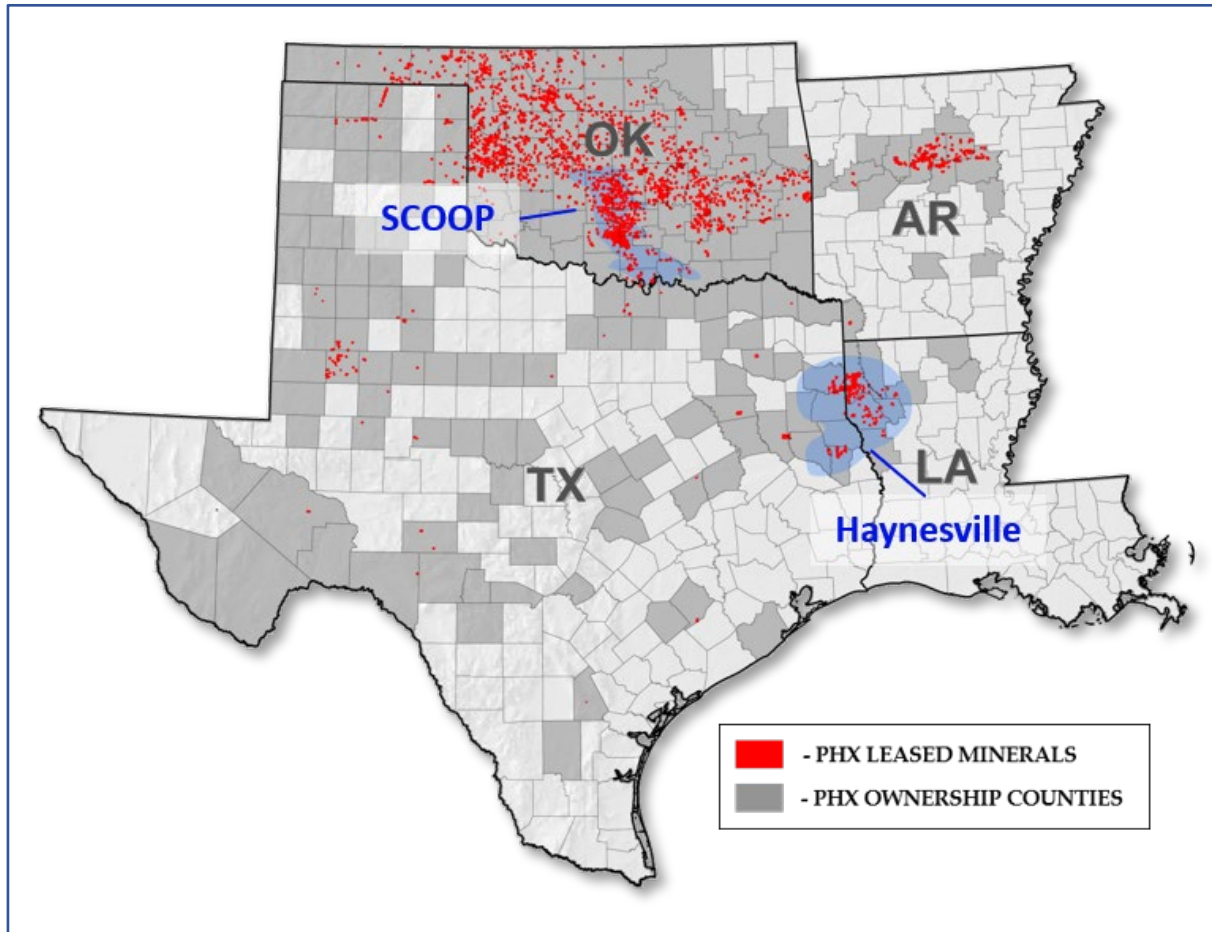 OK
SCOOP
AR
TX
LA
Haynesville
- PHX LEASED MINERALS
- PHX OWNERSHIP COUNTIES